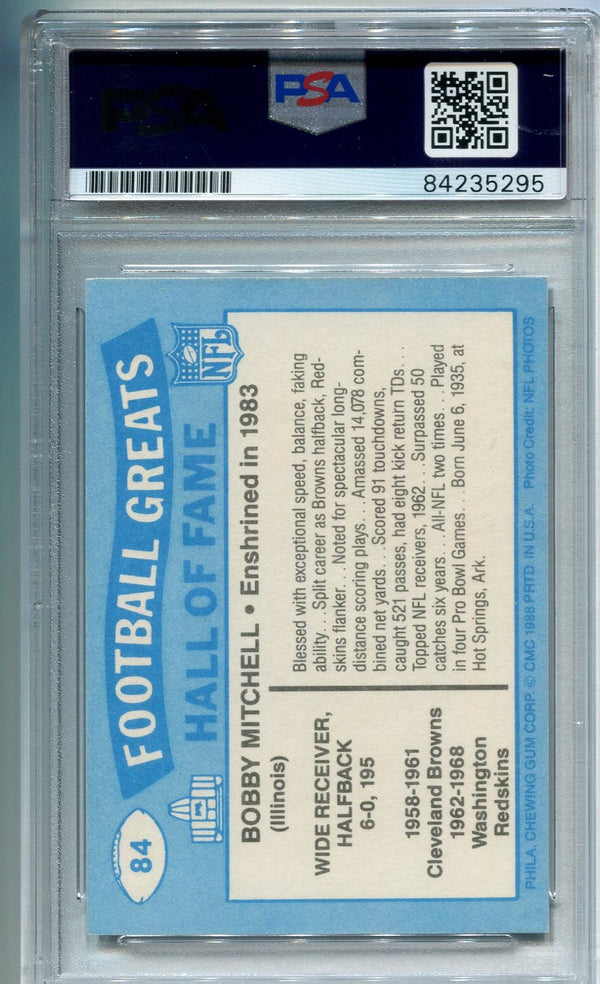 PSA
PSA
84235295
84
FOOTBALL GREATS
HALL OF FAME
NFL
BOBBY MITCHELL • Enshrined in 1983
(Illinois)
WIDE RECEIVER,
HALFBACK
6-0, 195
1958-1961
Cleveland Browns
1962-1968
Washington
Redskins
Blessed with exceptional speed, balance, faking
ability...Split career as Browns halfback, Red-
skins flanker...Noted for spectacular long-
distance scoring plays...Amassed 14,078 com-
bined net yards...Scored 91 touchdowns,
caught 521 passes, had eight kick return TDs....
Topped NFL receivers, 1962...Surpassed 50
catches six years...All-NFL two times...Played
in four Pro Bowl Games...Born June 6, 1935, at
Hot Springs, Ark.
PHILA. CHEWING GUM CORP. © CMC 1988 PRTD. IN U.S.A. Photo Credit: NFL PHOTOS